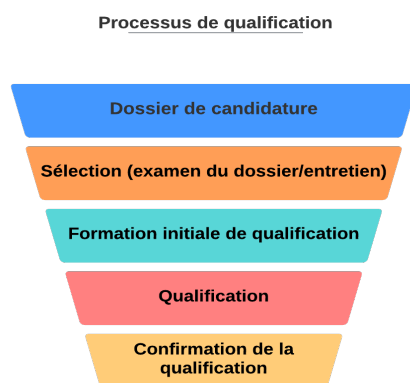 Processus de qualification
Dossier de candidature
Sélection (examen du dossier/entretien)
Formation initiale de qualification
Qualification
Confirmation de la
qualification